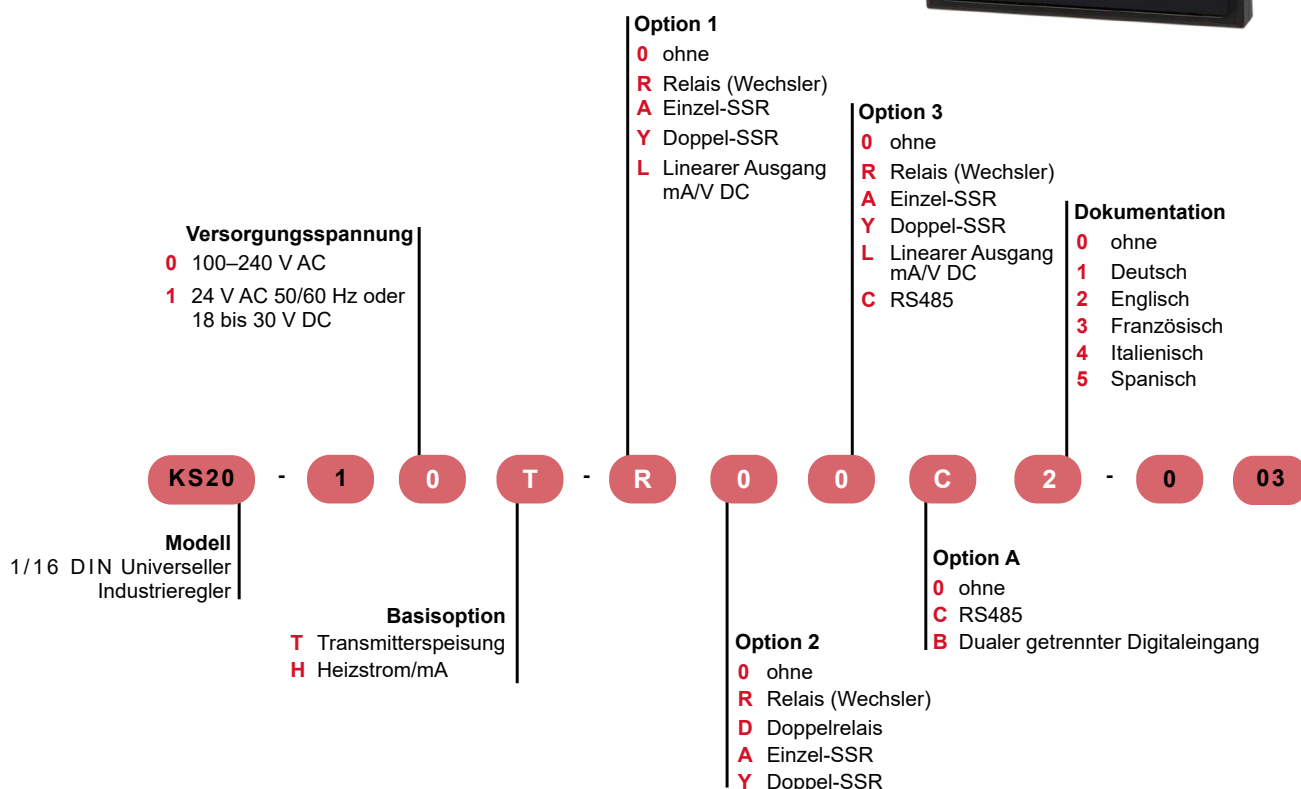 Option 1
0 ohne
R Relais (Wechsler)
A Einzel-SSR
Y Doppel-SSR
L Linearer Ausgang
mA/V DC
Option 3
0 ohne
R Relais (Wechsler)
A Einzel-SSR
Y Doppel-SSR
L Linearer Ausgang
mA/V DC
C RS485
Dokumentation
0 ohne
1 Deutsch
2 Englisch
3 Französisch
4 Italienisch
5 Spanisch
Versorgungsspannung
0 100–240 V AC
1 24 V AC 50/60 Hz oder
18 bis 30 V DC
KS20 - 1 0 T - R 0 0 C 2 - 0 03
Modell
1/16 DIN Universeller
Industrieregler
Basisoption
T Transmitterspeisung
H Heizstrom/mA
Option 2
0 ohne
R Relais (Wechsler)
D Doppelrelais
A Einzel-SSR
Y Doppel-SSR
Option A
0 ohne
C RS485
B Dualer getrennter Digitaleingang